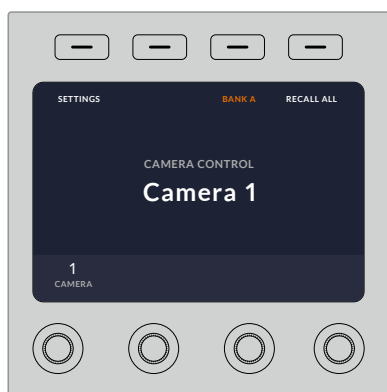 SETTINGS BANK A RECALL ALL
CAMERA CONTROL
Camera 1
1
CAMERA